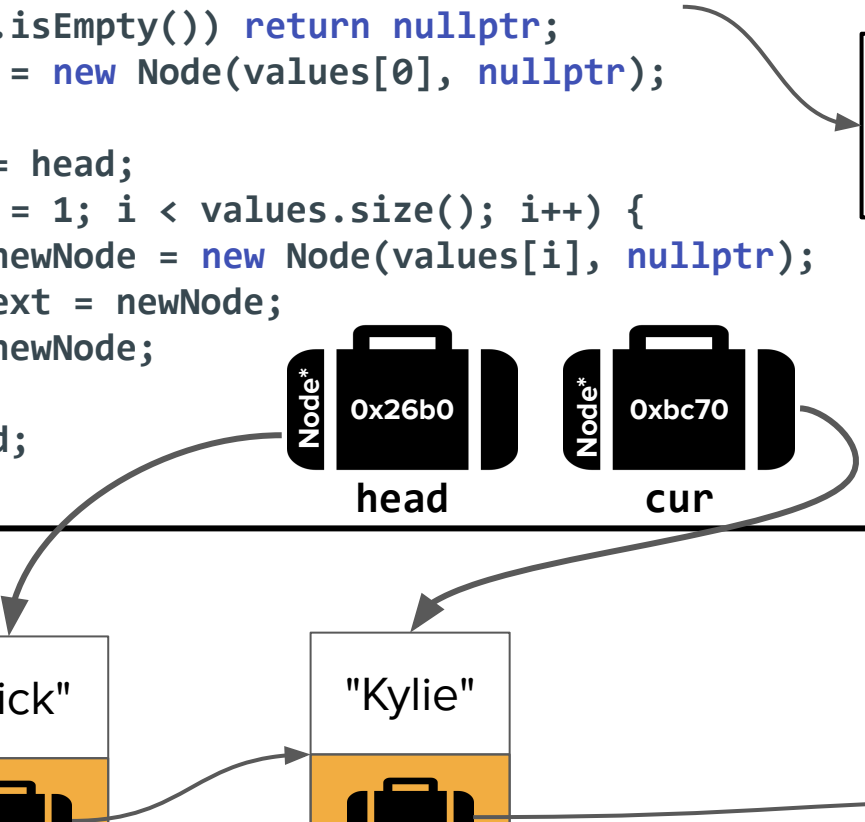 .isEmpty()) return nullptr;
= new Node(values[0], nullptr);
= head;
= 1; i < values.size(); i++) {
newNode = new Node(values[i], nullptr);
ext = newNode;
newNode;
d;
Node* 0x26b0
Node* 0xbc70
head
cur
ick"
"Kylie"